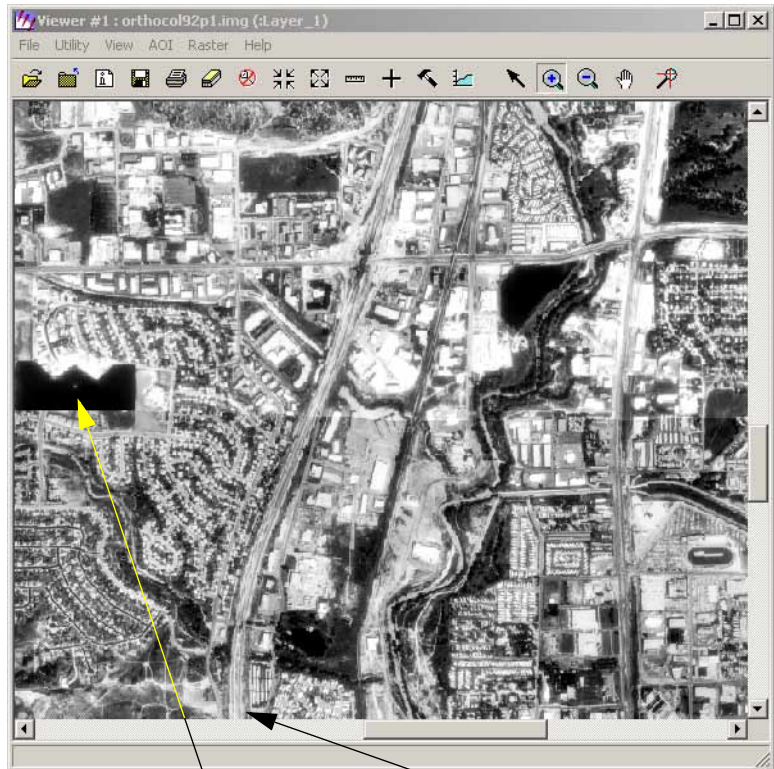 Viewer #1 : orthocol92p1.img (:Layer_1)
File Utility View AOI Raster Help